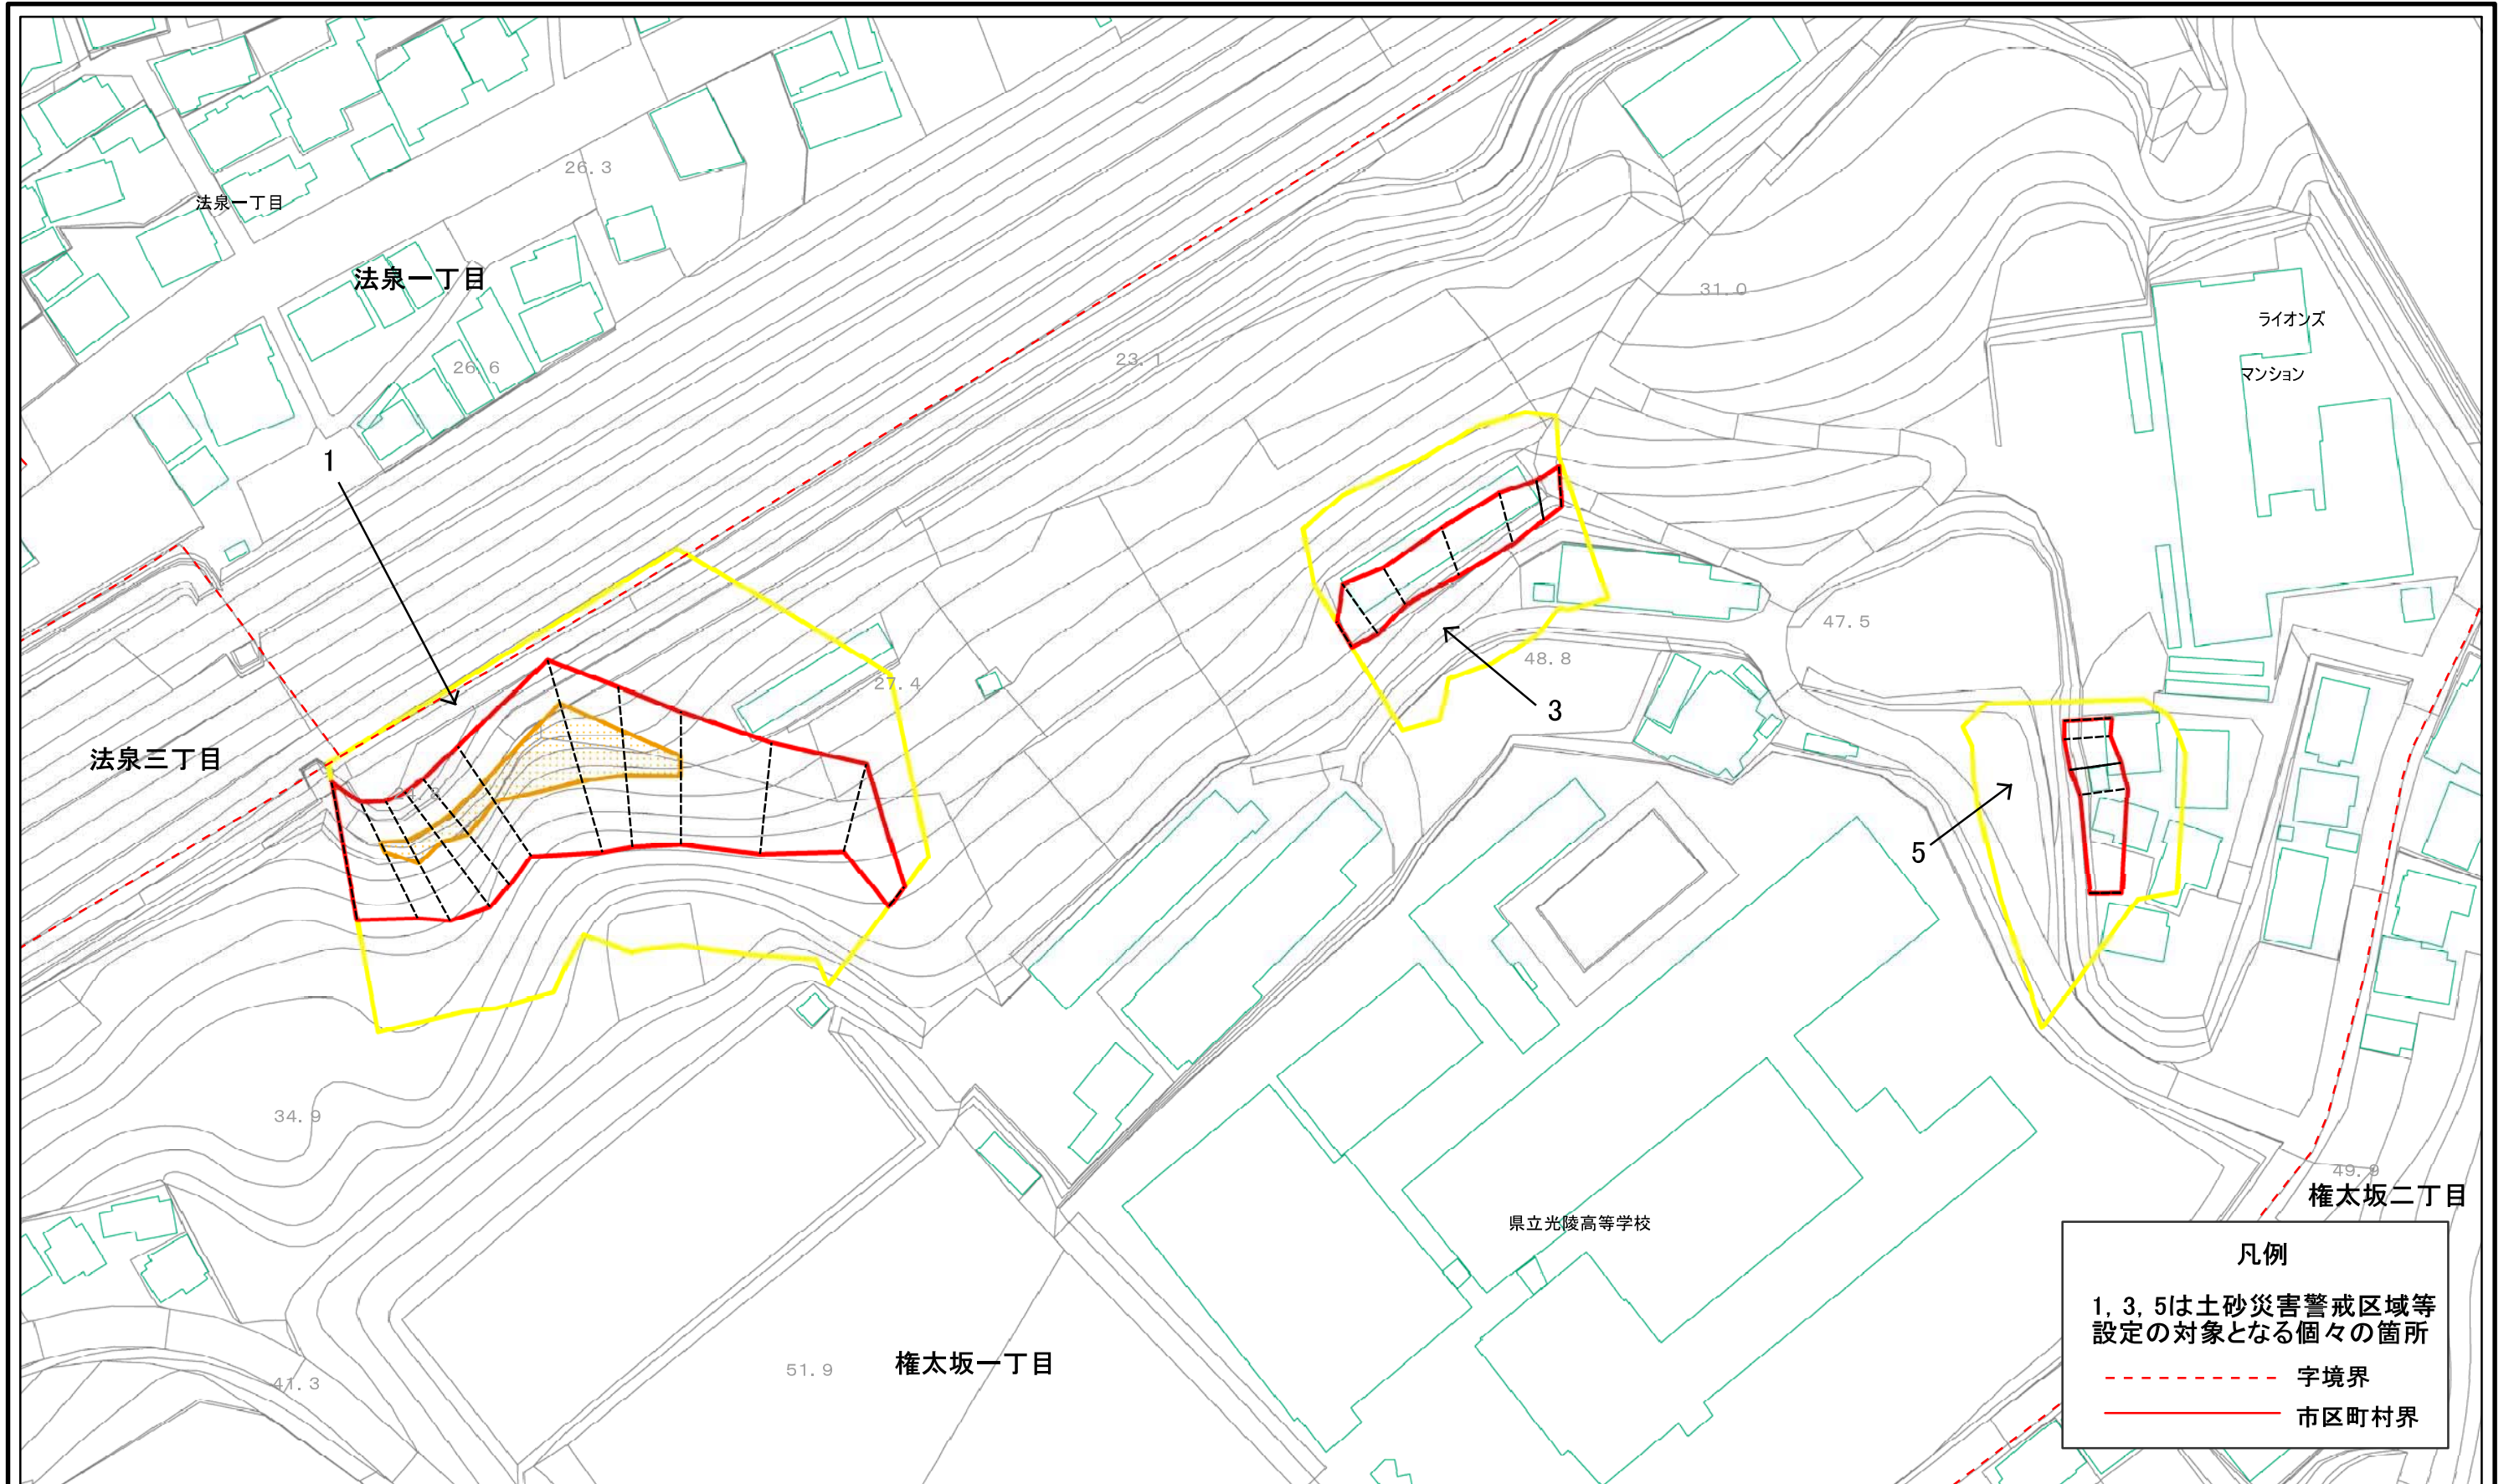 26.3
法泉一丁目
法泉一丁目
31.0
ライオンズ
23.1
26.6
マンション
1
47.5
48.8
27.4
3
法泉三丁目
5
34.9
49.9
権太坂二丁目
県立光陵高等学校
凡例
1, 3, 5は土砂災害警戒区域等
設定の対象となる個々の箇所
権太坂一丁目
51.9
41.3
字境界
市区町村界